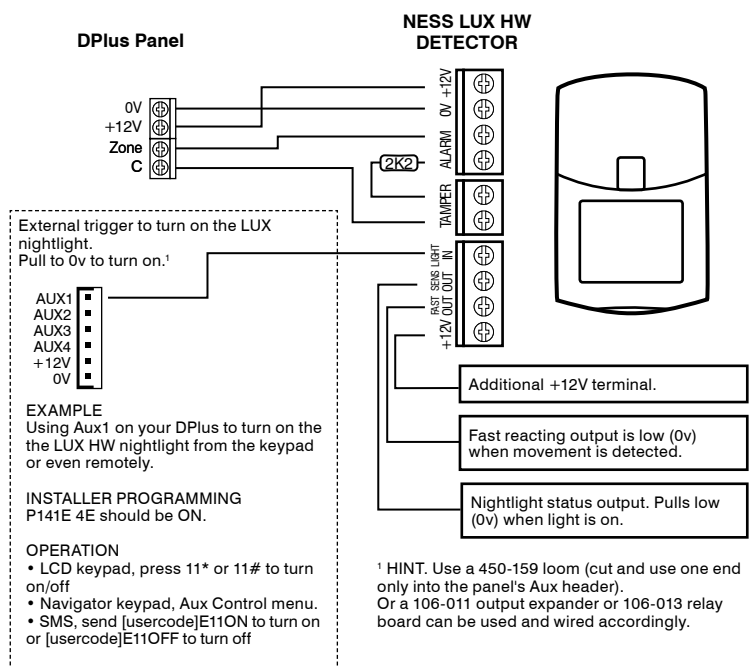 DPlus Panel
NESS LUX HW
DETECTOR
0V
+12V
Zone
C
+12V
0V
ALARM
2K2
TAMPER
LIGHT
IN
SENS
OUT
FAST
OUT
+12V
External trigger to turn on the LUX
nightlight.
Pull to 0v to turn on.¹
AUX1
AUX2
AUX3
AUX4
+12V
0V
EXAMPLE
Using Aux1 on your DPlus to turn on the
the LUX HW nightlight from the keypad
or even remotely.
INSTALLER PROGRAMMING
P141E 4E should be ON.
OPERATION
• LCD keypad, press 11* or 11# to turn
on/off
• Navigator keypad, Aux Control menu.
• SMS, send [usercode]E11ON to turn on
or [usercode]E11OFF to turn off
Additional +12V terminal.
Fast reacting output is low (0v)
when movement is detected.
Nightlight status output. Pulls low
(0v) when light is on.
¹ HINT. Use a 450-159 loom (cut and use one end
only into the panel's Aux header).
Or a 106-011 output expander or 106-013 relay
board can be used and wired accordingly.